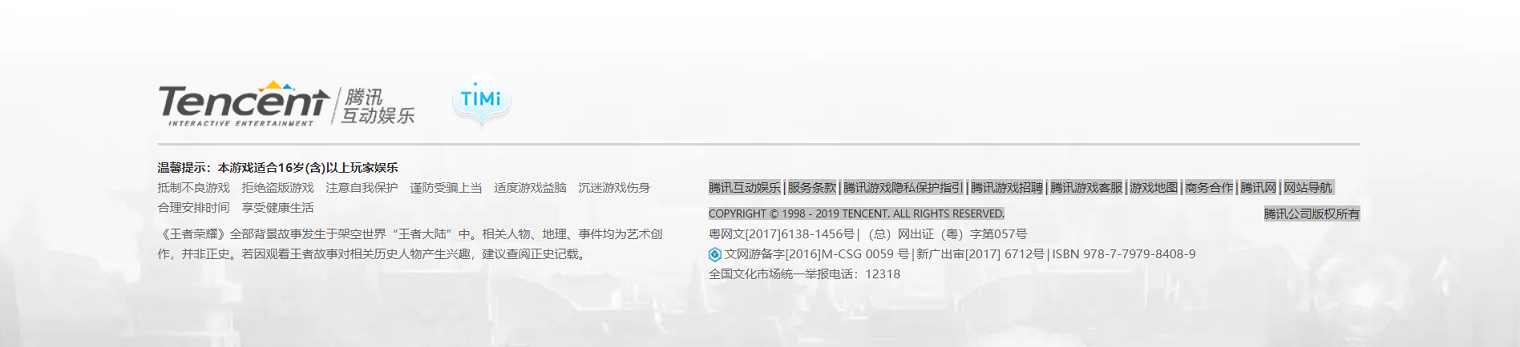 Tencent 腾讯
互动娱乐
INTERACTIVE ENTERTAINMENT
TiMi
温馨提示：本游戏适合16岁(含)以上玩家娱乐
抵制不良游戏 拒绝盗版游戏 注意自我保护 谨防受骗上当 适度游戏益脑 沉迷游戏伤身
合理安排时间 享受健康生活
《王者荣耀》全部背景故事发生于架空世界“王者大陆”中。相关人物、地理、事件均为艺术创
作，并非正史。若因观看王者故事对相关历史人物产生兴趣，建议查阅正史记载。
腾讯互动娱乐 | 服务条款 | 腾讯游戏隐私保护指引 | 腾讯游戏招聘 | 腾讯游戏客服 | 游戏地图 | 商务合作 | 腾讯网 | 网站导航
COPYRIGHT © 1998 - 2019 TENCENT. ALL RIGHTS RESERVED. 腾讯公司版权所有
粤网文[2017]6138-1456号 |（总）网出证（粤）字第057号
文网游备字[2016]M-CSG 0059 号 | 新广出审[2017] 6712号 | ISBN 978-7-7979-8408-9
全国文化市场统一举报电话：12318